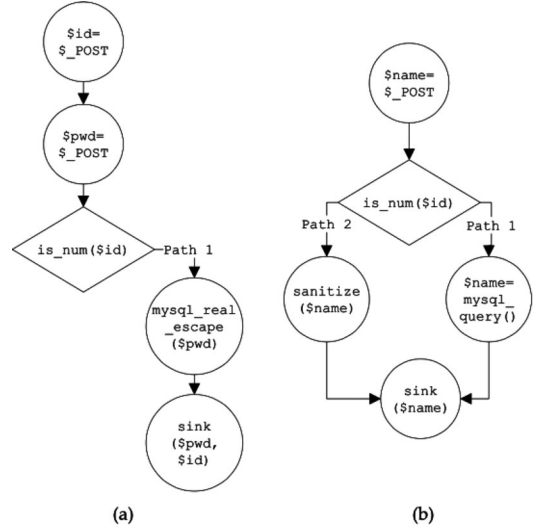 $id=
$_POST
$pwd=
$_POST
is_num($id)
Path 1
mysql_real
_escape
($pwd)
sink
($pwd,
$id)
(a)
$name=
$_POST
is_num($id)
Path 2
Path 1
sanitize
($name)
$name=
mysql_
query()
sink
($name)
(b)